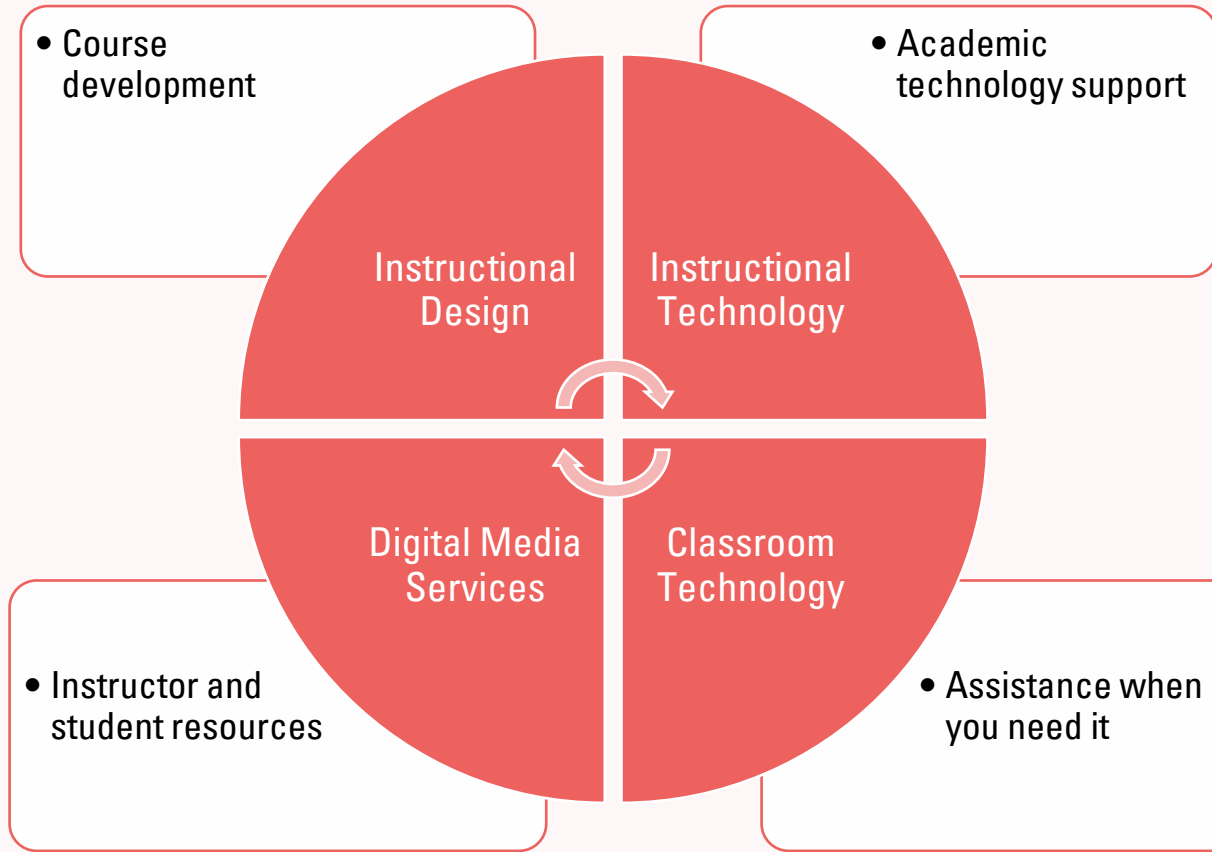 • Course
development
• Academic
technology support
Instructional
Design
Instructional
Technology
Digital Media
Services
Classroom
Technology
• Instructor and
student resources
• Assistance when
you need it